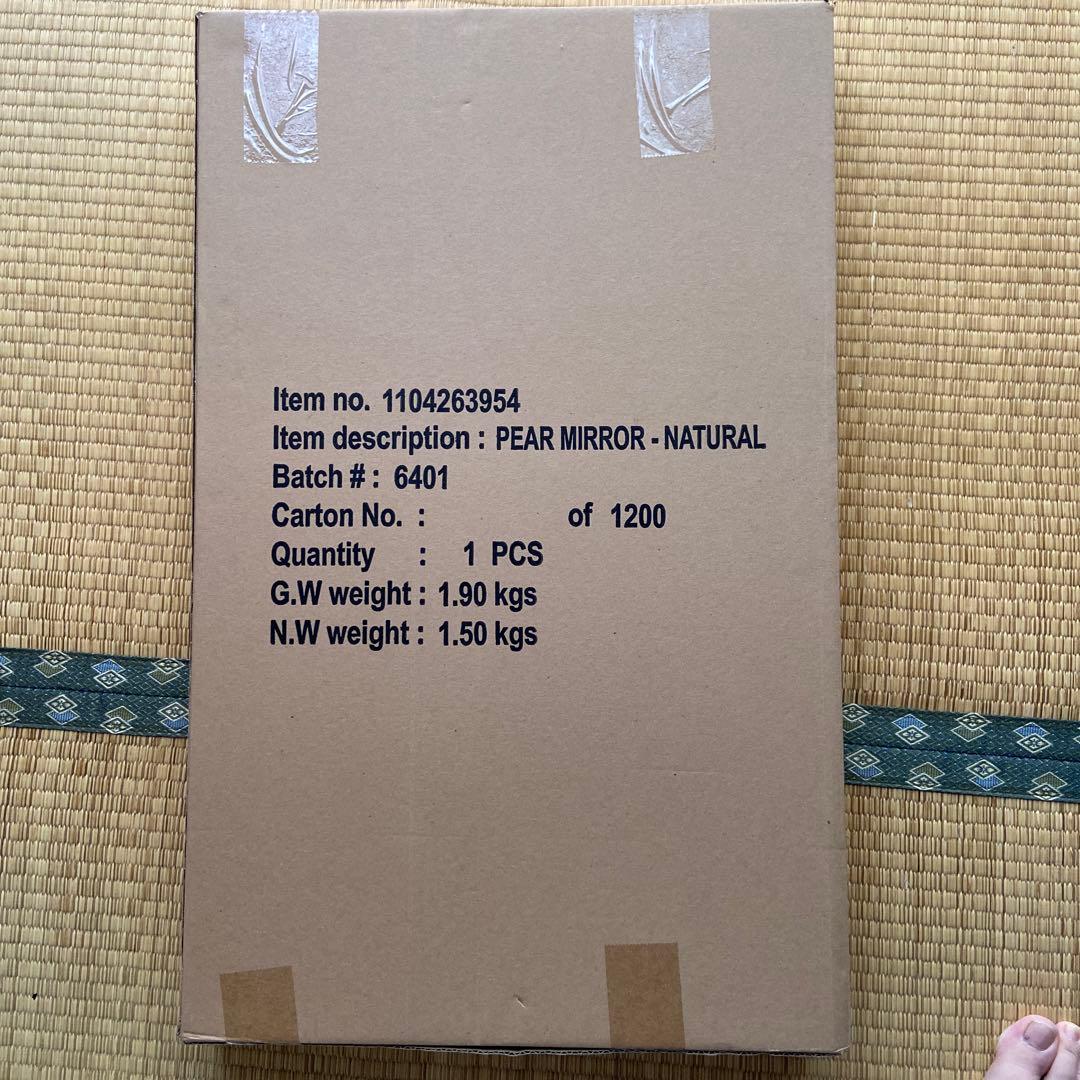 Item no. 1104263954
Item description : PEAR MIRROR - NATURAL
Batch # : 6401
Carton No. : of 1200
Quantity : 1 PCS
G.W weight : 1.90 kgs
N.W weight : 1.50 kgs